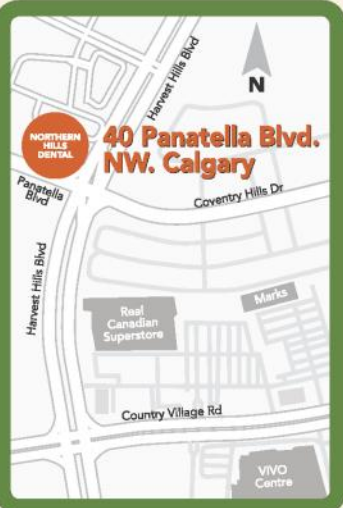 Harvest Hills Blvd
N
NORTHERN
HILLS
DENTAL
40 Panatella Blvd.
NW. Calgary
Panatella
Blvd
Coventry Hills Dr
Harvest Hills Blvd
Real
Canadian
Superstore
Marks
Country Village Rd
VIVO
Centre